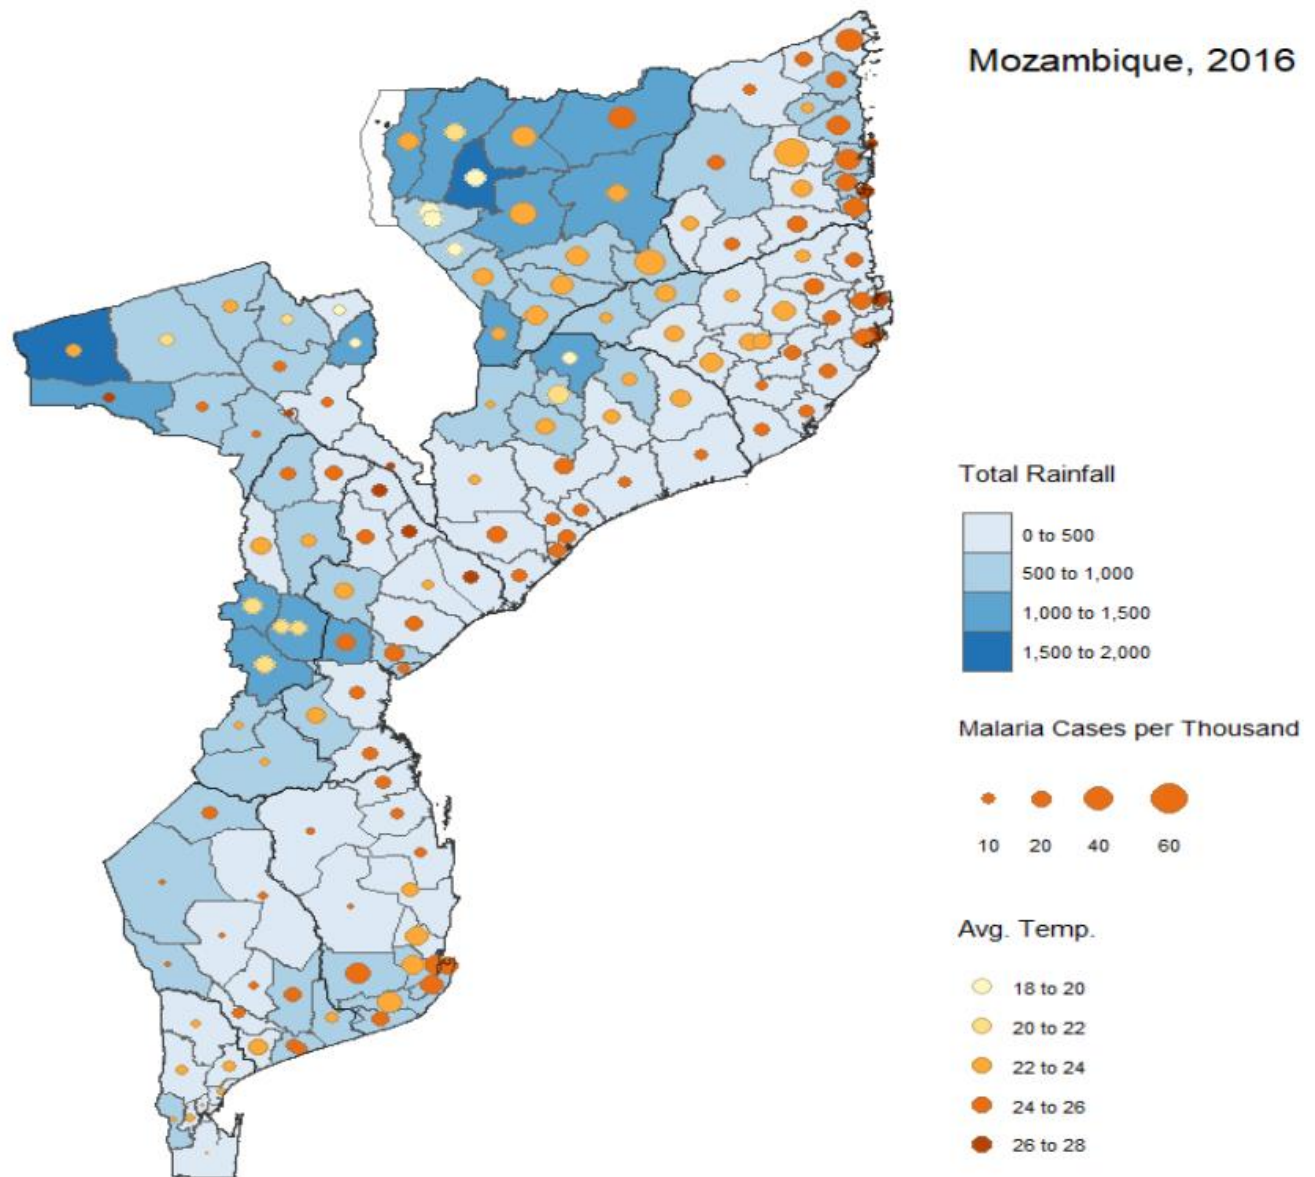 Mozambique, 2016
Total Rainfall
0 to 500
500 to 1,000
1,000 to 1,500
1,500 to 2,000
Malaria Cases per Thousand
10 20 40 60
Avg. Temp.
18 to 20
20 to 22
22 to 24
24 to 26
26 to 28